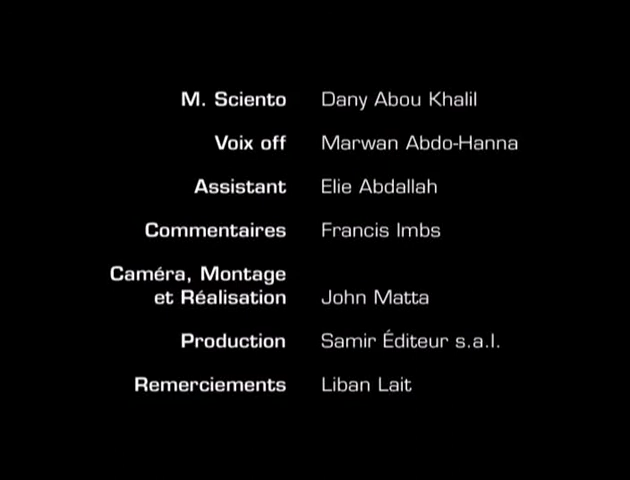 M. Sciento Dany Abou Khalil
Voix off Marwan Abdo-Hanna
Assistant Elie Abdallah
Commentaires Francis Imbs
Caméra, Montage
et Réalisation John Matta
Production Samir Éditeur s.a.l.
Remerciements Liban Lait